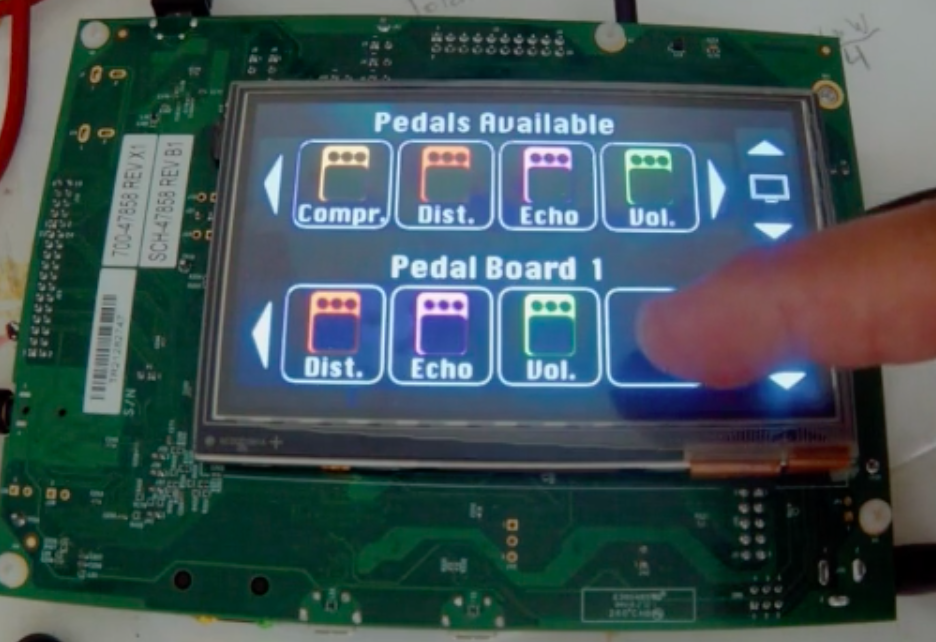 Pedals Available
Compr. Dist. Echo Vol.
Pedal Board 1
Dist. Echo Vol.
700-47858 REV X1
SCH-47858 REV B1
S/N